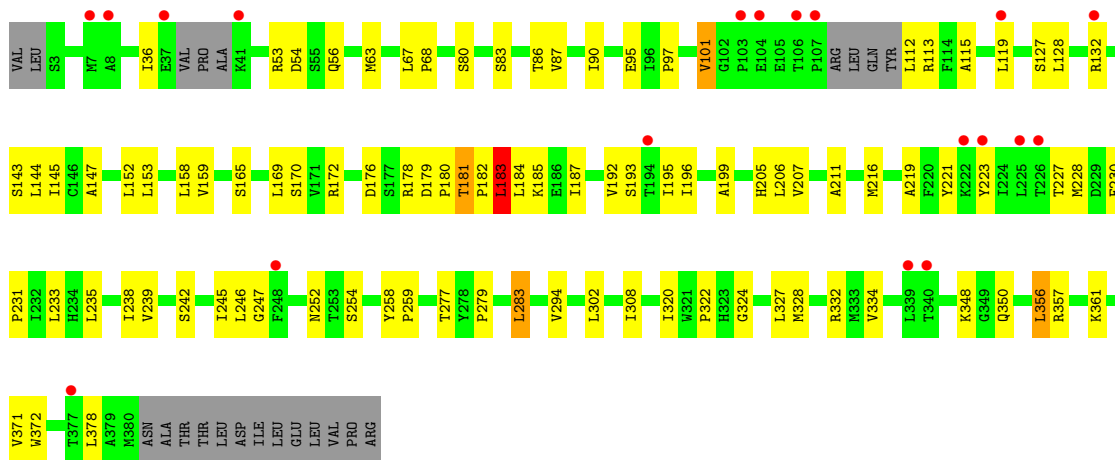 VAL LEU S3 M7 A8 I36 E37 VAL PRO ALA K41 R53 D54 S55 Q56 M63 L67 P68 S80 S83 T86 V87 I90 E95 I96 P97 V101 G102 P103 E104 E105 T106 P107 ARG LEU GLN TYR L112 R113 F114 A115 L119 S127 L128 R132
S143 L144 I145 C146 A147 L152 L153 L158 V159 S165 L169 S170 V171 R172 D176 S177 R178 D179 P180 T181 P182 L183 L184 K185 E186 I187 V192 S193 T194 I195 I196 A199 H205 L206 V207 A211 M216 A219 F220 Y221 K222 Y223 I224 L225 T226 T227 M228 D229 E230
P231 I232 L233 H234 L235 I238 V239 S242 I245 L246 G247 F248 N252 T253 S254 Y258 P259 T277 Y278 P279 L283 V294 L302 I308 I320 W321 P322 H323 G324 L327 M328 R332 M333 V334 L339 T340 K348 G349 Q350 L356 R357 K361
V371 W372 T377 L378 A379 M380 ASN ALA THR THR LEU ASP ILE LEU GLU LEU VAL PRO ARG